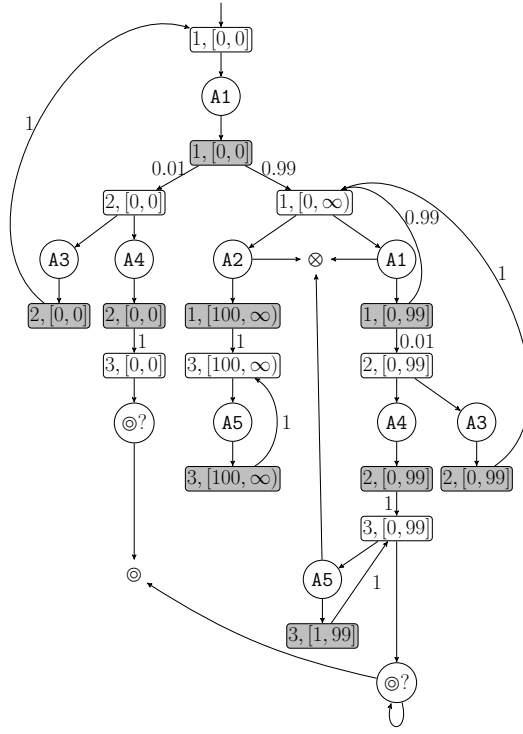 1, [0, 0]
A1
1, [0, 0]
0.01 0.99
2, [0, 0] 1, [0, ∞)
1
0.99
A3 A4 A2 ⊗ A1
1
2, [0, 0] 2, [0, 0] 1, [100, ∞) 1, [0, 99]
1 1 0.01
3, [0, 0] 3, [100, ∞) 2, [0, 99]
◎? A5 1 A4 A3
3, [100, ∞) 2, [0, 99] 2, [0, 99]
1
3, [0, 99]
◎ A5 1
3, [1, 99]
◎?